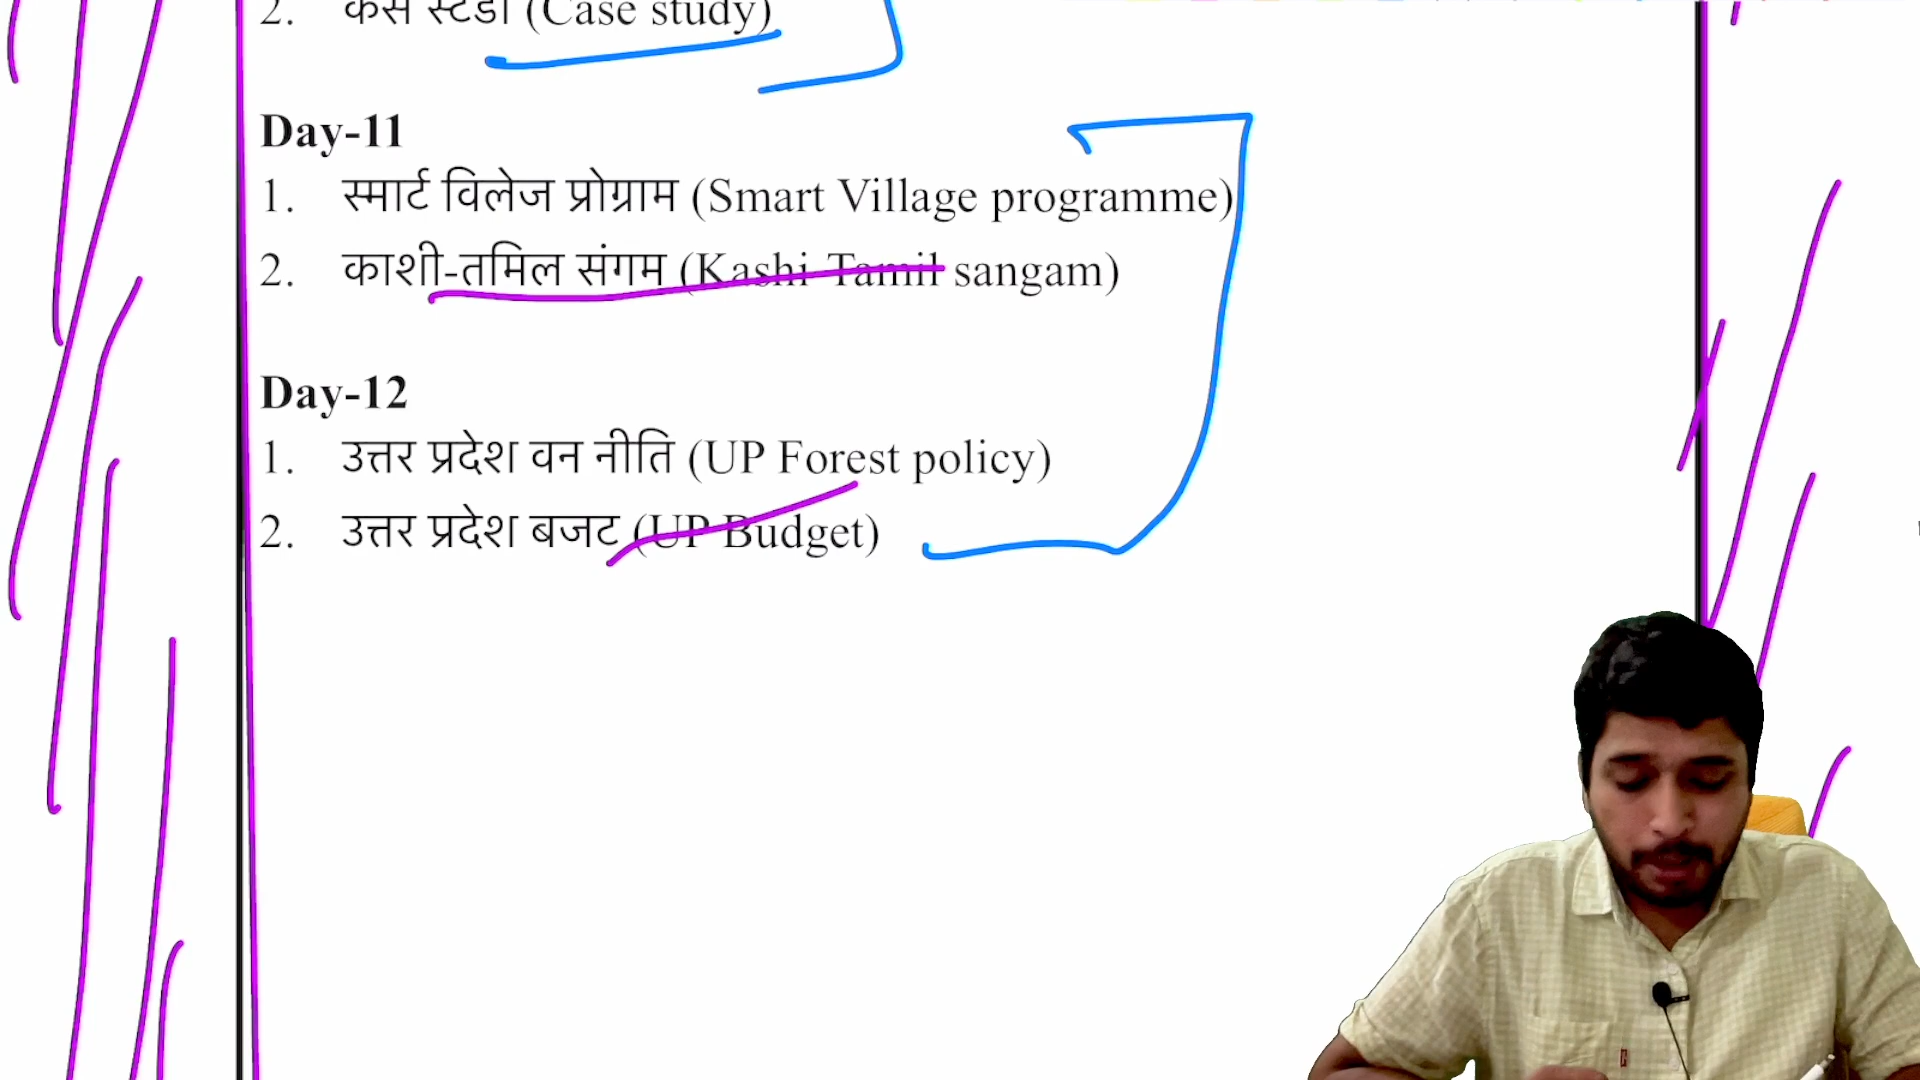 2. केस स्टडी (Case study)
Day-11
1. स्मार्ट विलेज प्रोग्राम (Smart Village programme)
2. काशी-तमिल संगम (Kashi-Tamil sangam)
Day-12
1. उत्तर प्रदेश वन नीति (UP Forest policy)
2. उत्तर प्रदेश बजट (UP Budget)